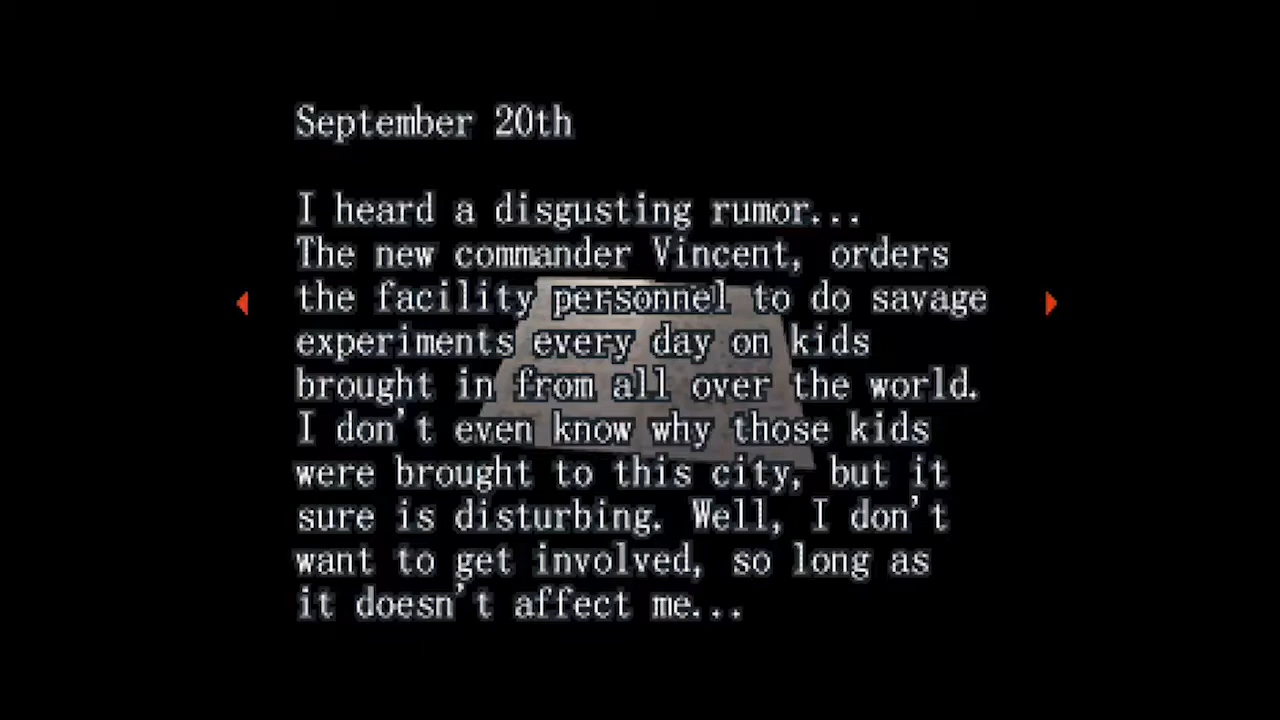 September 20th
I heard a disgusting rumor...
The new commander Vincent, orders
the facility personnel to do savage
experiments every day on kids
brought in from all over the world.
I don't even know why those kids
were brought to this city, but it
sure is disturbing. Well, I don't
want to get involved, so long as
it doesn't affect me...